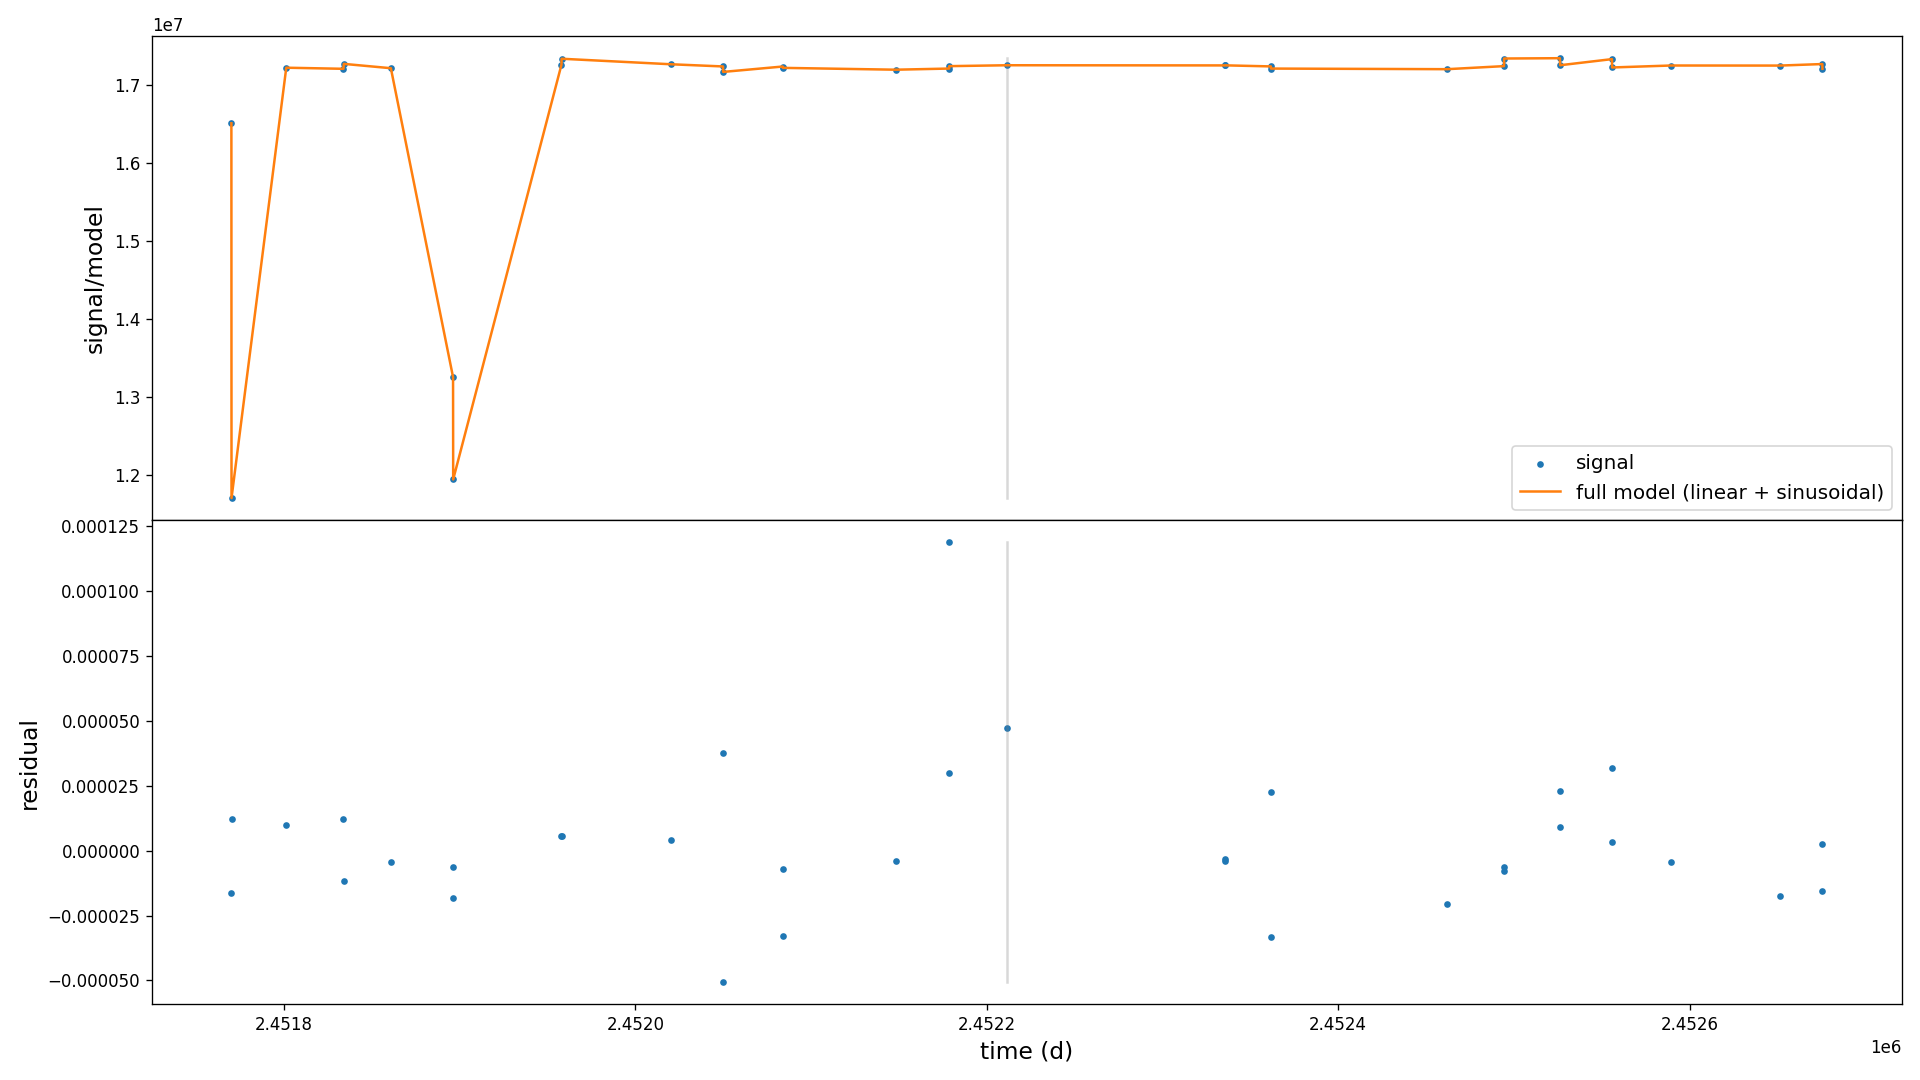 1e7
1.7
1.6
1.5
1.4
1.3
1.2
signal/model
signal
full model (linear + sinusoidal)
0.000125
0.000100
0.000075
0.000050
0.000025
0.000000
−0.000025
−0.000050
residual
2.4518
2.4520
2.4522
2.4524
2.4526
time (d)
1e6